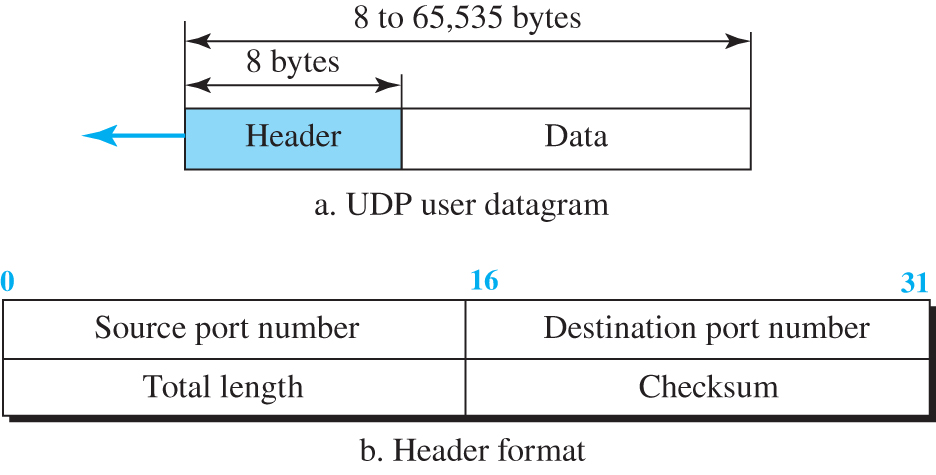 8 to 65,535 bytes
8 bytes
Header Data
a. UDP user datagram
0 16 31
Source port number Destination port number
Total length Checksum
b. Header format